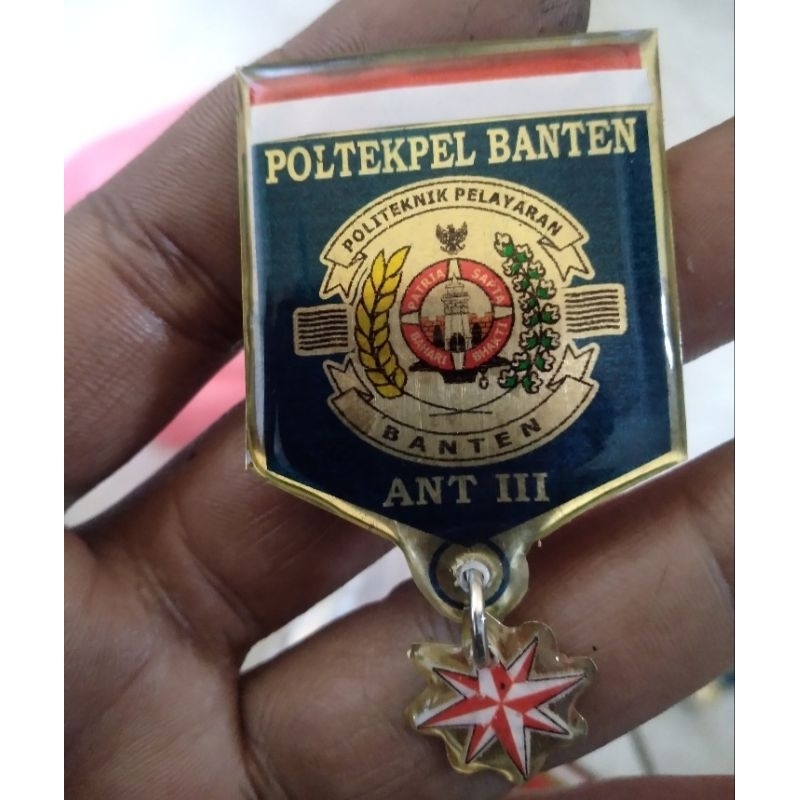 POLTEKPEL BANTEN
POLITEKNIK PELAYARAN
PATRIA SAPTA
BAHARI BHAKTI
BANTEN
ANT III